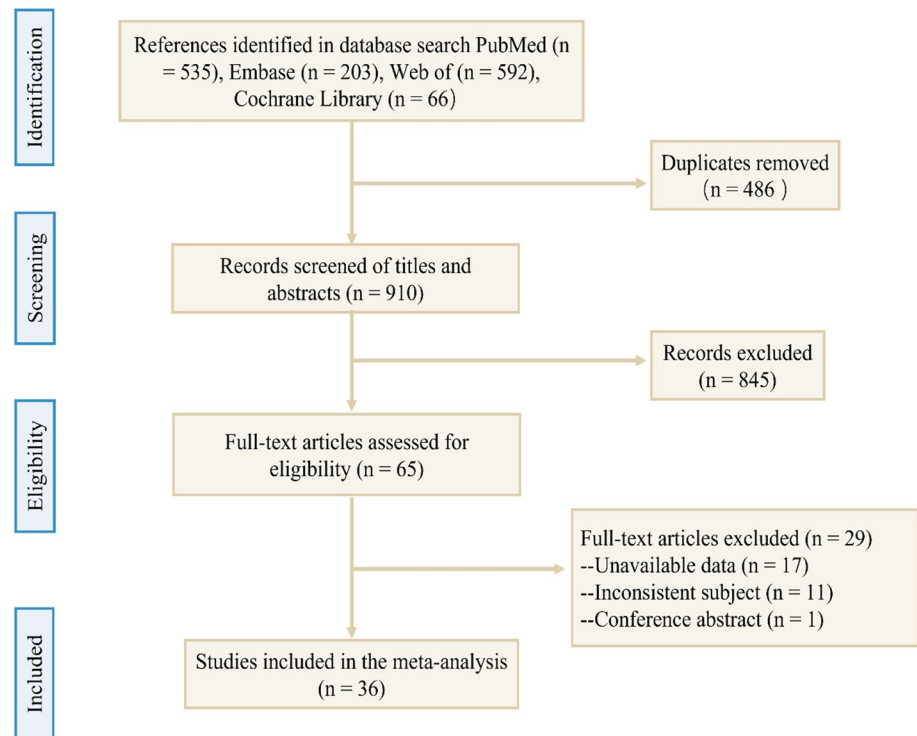 Identification
References identified in database search PubMed (n
= 535), Embase (n = 203), Web of (n = 592),
Cochrane Library (n = 66)
Duplicates removed
(n = 486 )
Screening
Records screened of titles and
abstracts (n = 910)
Records excluded
(n = 845)
Eligibility
Full-text articles assessed for
eligibility (n = 65)
Full-text articles excluded (n = 29)
--Unavailable data (n = 17)
--Inconsistent subject (n = 11)
--Conference abstract (n = 1)
Included
Studies included in the meta-analysis
(n = 36)